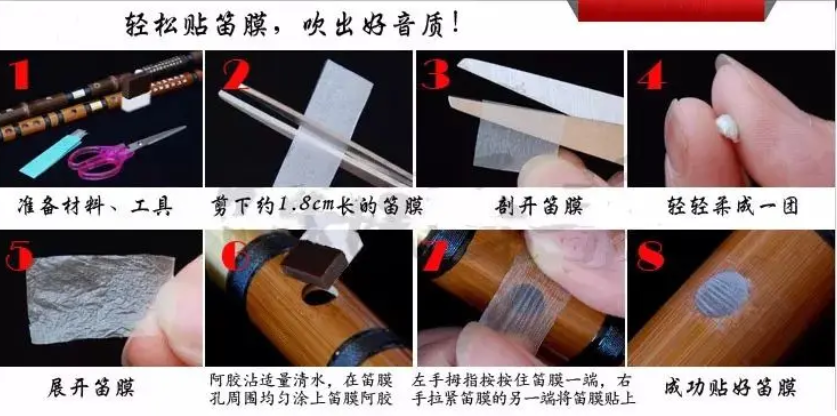 轻松贴笛膜，吹出好音质！
1
2
3
4
准备材料、工具
剪下约1.8cm长的笛膜
剖开笛膜
轻轻柔成一团
5
6
7
8
展开笛膜
阿胶沾适量清水，在笛膜
孔周围均匀涂上笛膜阿胶
左手拇指按按住笛膜一端，右
手拉紧笛膜的另一端将笛膜贴上
成功贴好笛膜